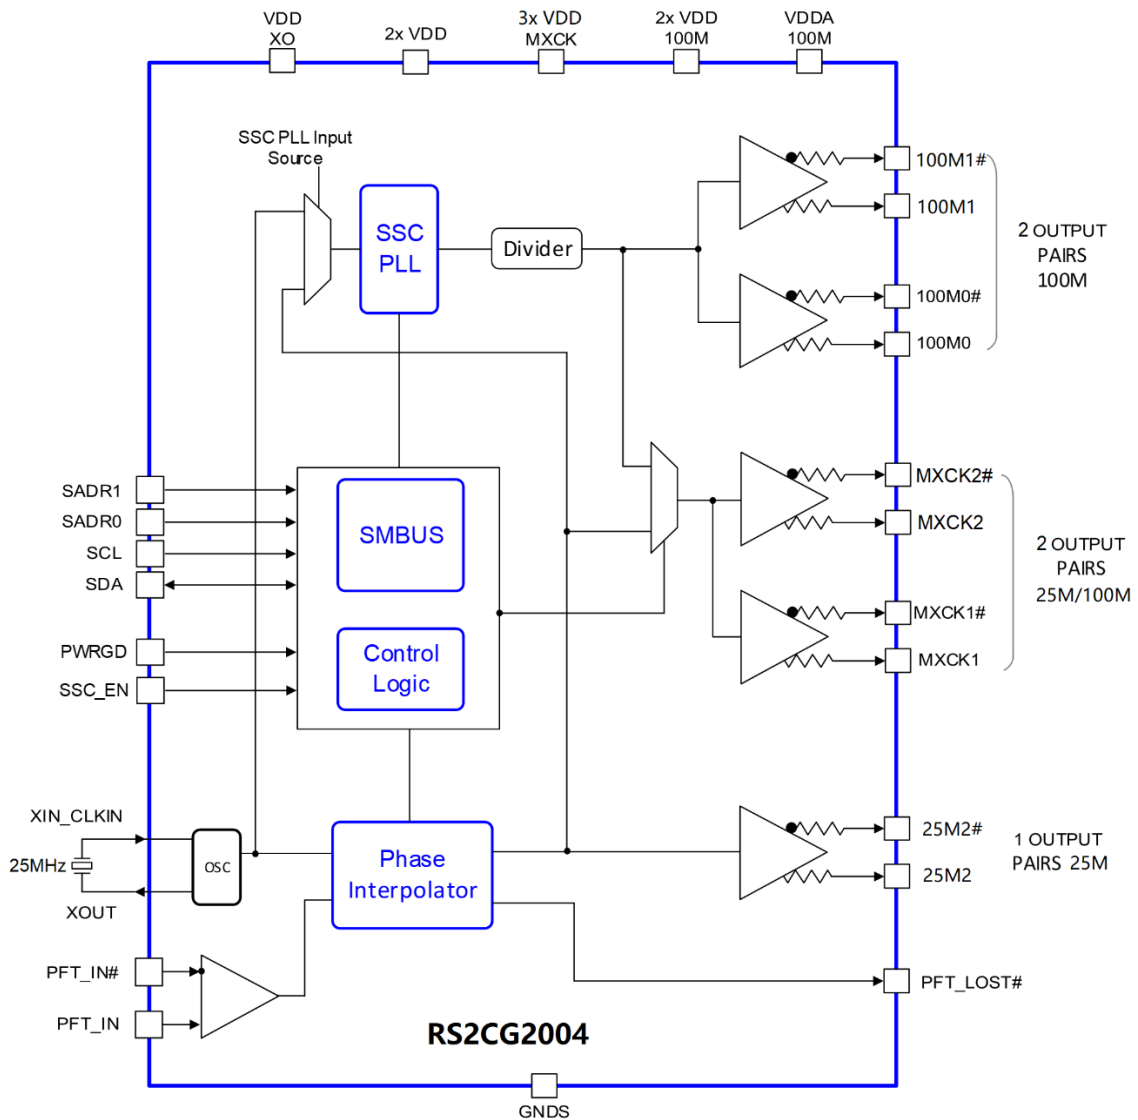 VDD
XO
2x VDD
3x VDD
MXCK
2x VDD
100M
VDDA
100M
SSC PLL Input
Source
SSC
PLL
Divider
100M1#
100M1
100M0#
100M0
2 OUTPUT
PAIRS
100M
SADR1
SADR0
SCL
SDA
PWRGD
SSC_EN
SMBUS
Control
Logic
MXCK2#
MXCK2
MXCK1#
MXCK1
2 OUTPUT
PAIRS
25M/100M
XIN_CLKIN
25MHz
XOUT
OSC
Phase
Interpolator
25M2#
25M2
1 OUTPUT
PAIRS 25M
PFT_IN#
PFT_IN
PFT_LOST#
RS2CG2004
GNDS